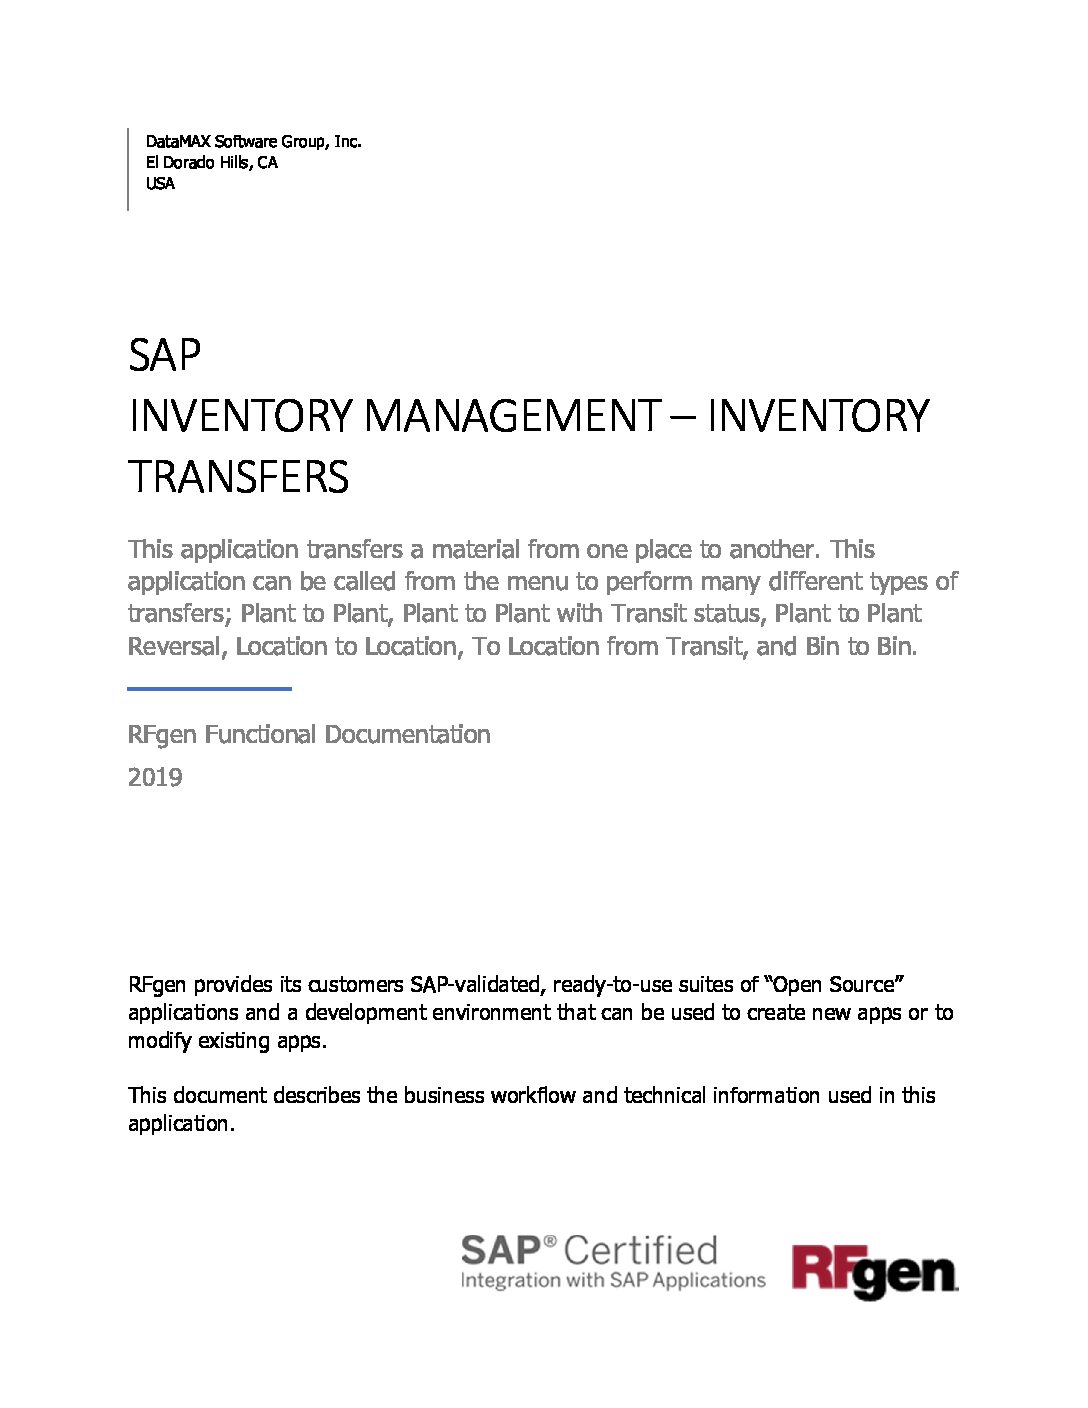 DataMAX Software Group, Inc.
El Dorado Hills, CA
USA
SAP
INVENTORY MANAGEMENT – INVENTORY
TRANSFERS
This application transfers a material from one place to another. This
application can be called from the menu to perform many different types of
transfers; Plant to Plant, Plant to Plant with Transit status, Plant to Plant
Reversal, Location to Location, To Location from Transit, and Bin to Bin.
RFgen Functional Documentation
2019
RFgen provides its customers SAP-validated, ready-to-use suites of “Open Source”
applications and a development environment that can be used to create new apps or to
modify existing apps.
This document describes the business workflow and technical information used in this
application.
SAP® Certified
Integration with SAP Applications
RFgen